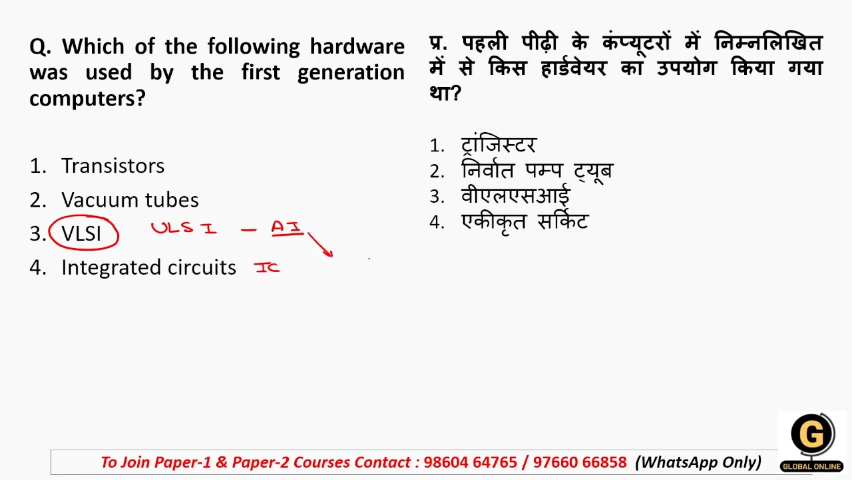 Q. Which of the following hardware
was used by the first generation
computers?
1. Transistors
2. Vacuum tubes
3. VLSI ULSI - AI
4. Integrated circuits IC
प्र. पहली पीढ़ी के कंप्यूटरों में निम्नलिखित
में से किस हार्डवेयर का उपयोग किया गया
था?
1. ट्रांजिस्टर
2. निर्वात पम्प ट्यूब
3. वीएलएसआई
4. एकीकृत सर्किट
G
GLOBAL ONLINE
To Join Paper-1 & Paper-2 Courses Contact : 98604 64765 / 97660 66858 (WhatsApp Only)